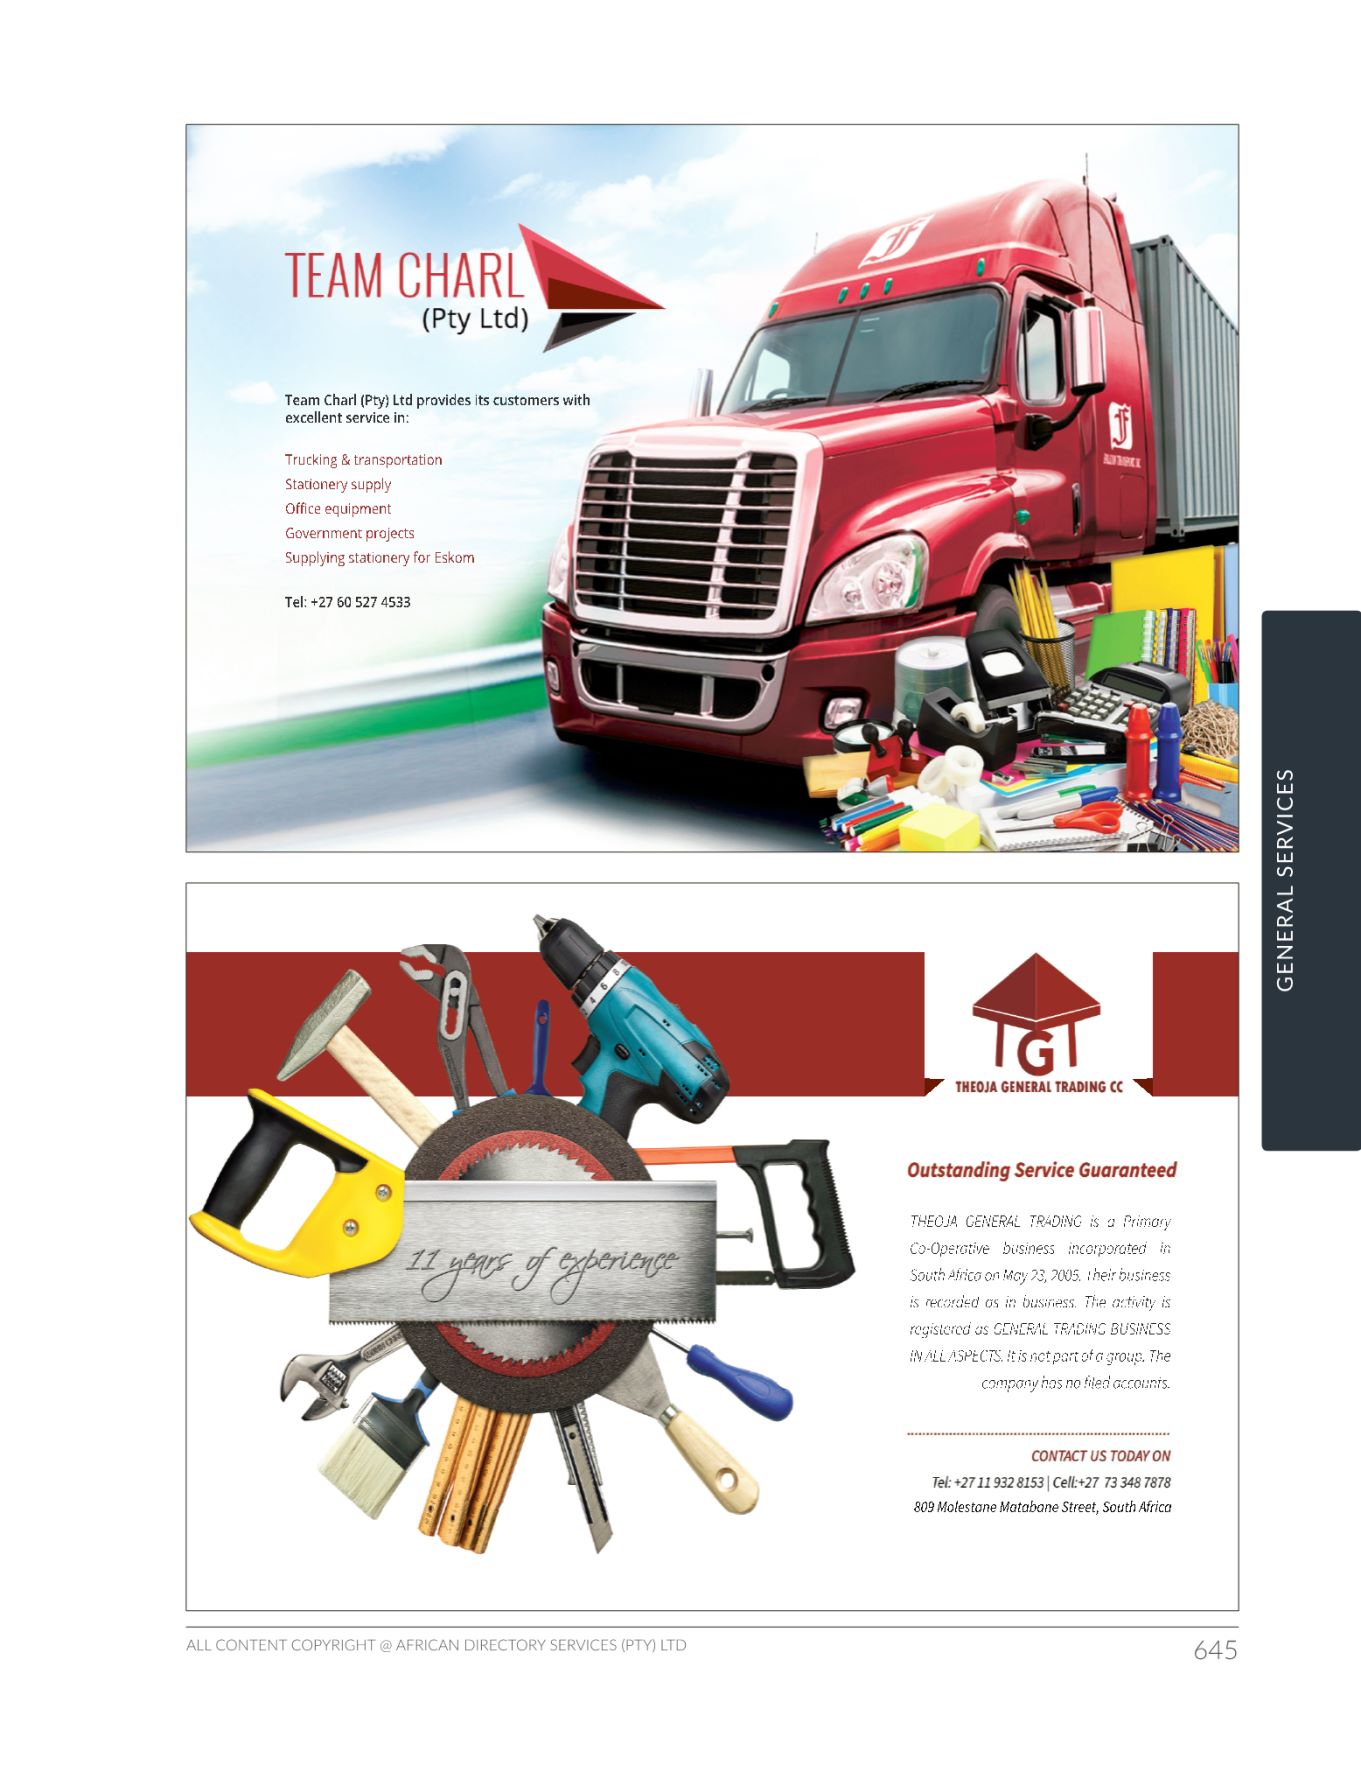 TEAM CHARL
(Pty Ltd)
Team Charl (Pty) Ltd provides its customers with
excellent service in:
Trucking & transportation
Stationery supply
Office equipment
Government projects
Supplying stationery for Eskom
Tel: +27 60 527 4533
GENERAL SERVICES
G
THEOJA GENERAL TRADING CC
11 years of experience
Outstanding Service Guaranteed
THEOJA GENERAL TRADING is a Primary
Co-Operative business incorporated in
South Africa on May 23, 2005. Their business
is recorded as in business. The activity is
registered as GENERAL TRADING BUSINESS
IN ALL ASPECTS. It is not part of a group. The
company has no filed accounts.
CONTACT US TODAY ON
Tel: +27 11 932 8153 | Cell:+27 73 348 7878
809 Molestane Matabane Street, South Africa
ALL CONTENT COPYRIGHT @ AFRICAN DIRECTORY SERVICES (PTY) LTD
645